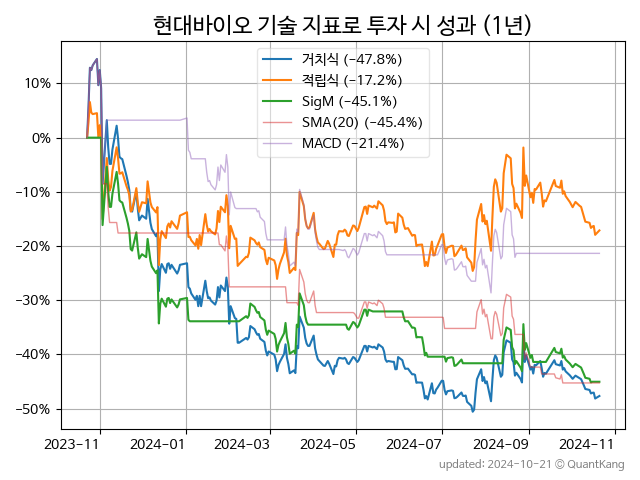 현대바이오 기술 지표로 투자 시 성과 (1년)
거치식 (−47.8%)
적립식 (−17.2%)
SigM (−45.1%)
SMA(20) (−45.4%)
MACD (−21.4%)
10%
0%
−10%
−20%
−30%
−40%
−50%
2023−11 2024−01 2024−03 2024−05 2024−07 2024−09 2024−11
updated: 2024-10-21 © QuantKang